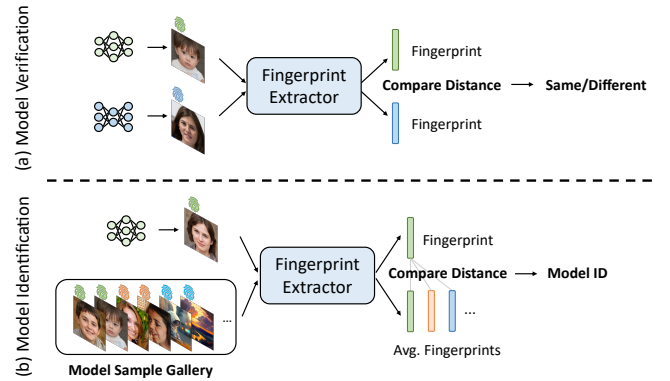 (a) Model Verification
Fingerprint
Extractor
Fingerprint
Compare Distance
Same/Different
Fingerprint
(b) Model Identification
Fingerprint
Extractor
Fingerprint
Compare Distance
Model ID
...
...
Avg. Fingerprints
Model Sample Gallery